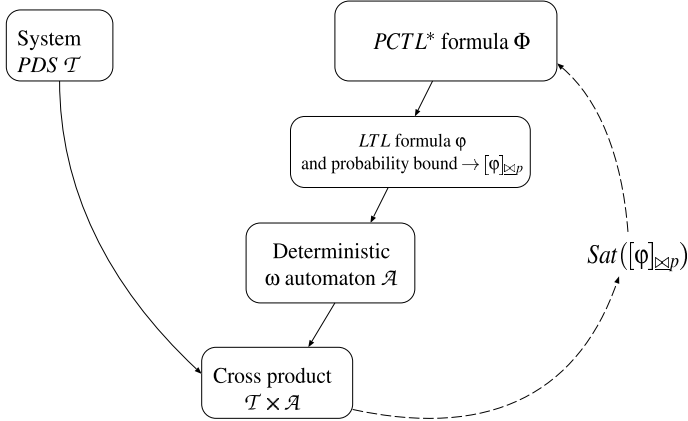 System
PDS 𝒯
PCTL* formula Φ
LTL formula φ
and probability bound → [φ]⋈p
Deterministic
ω automaton 𝒜
Sat([φ]⋈p)
Cross product
𝒯 × 𝒜